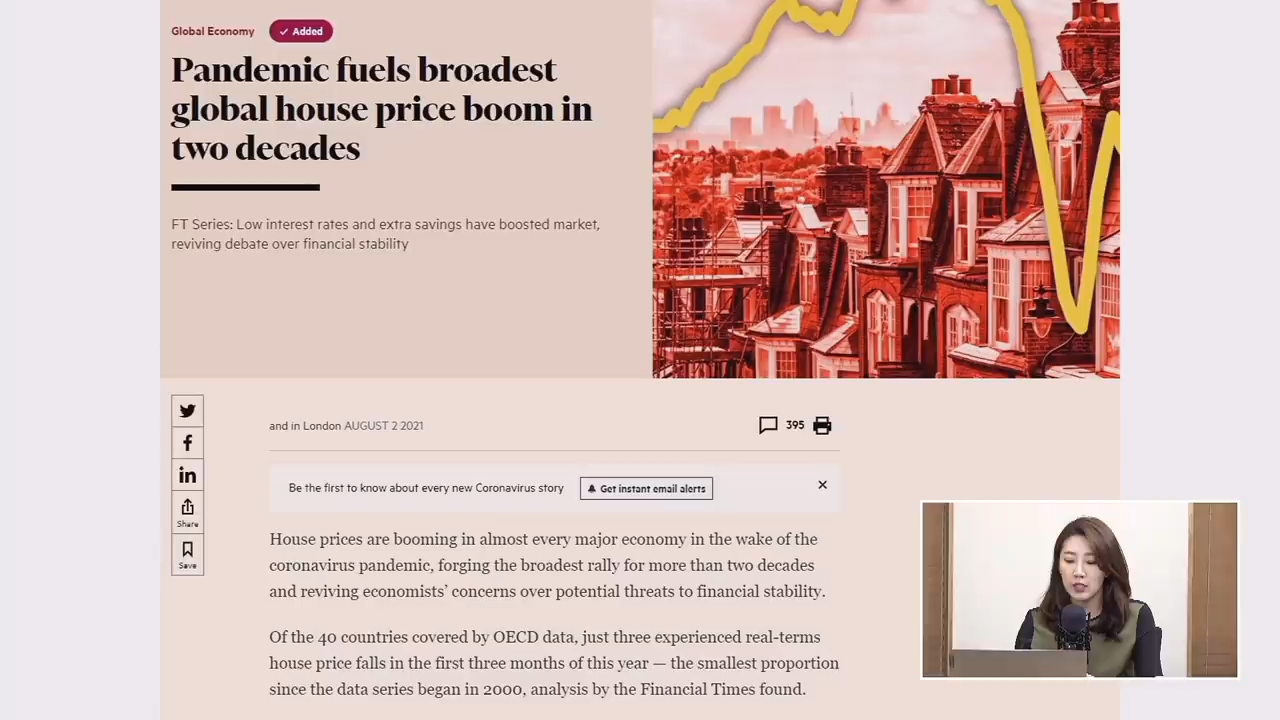 Global Economy
Added
Pandemic fuels broadest
global house price boom in
two decades
FT Series: Low interest rates and extra savings have boosted market,
reviving debate over financial stability
and in London AUGUST 2 2021
395
Share
Save
Be the first to know about every new Coronavirus story
Get instant email alerts
House prices are booming in almost every major economy in the wake of the
coronavirus pandemic, forging the broadest rally for more than two decades
and reviving economists’ concerns over potential threats to financial stability.
Of the 40 countries covered by OECD data, just three experienced real-terms
house price falls in the first three months of this year — the smallest proportion
since the data series began in 2000, analysis by the Financial Times found.